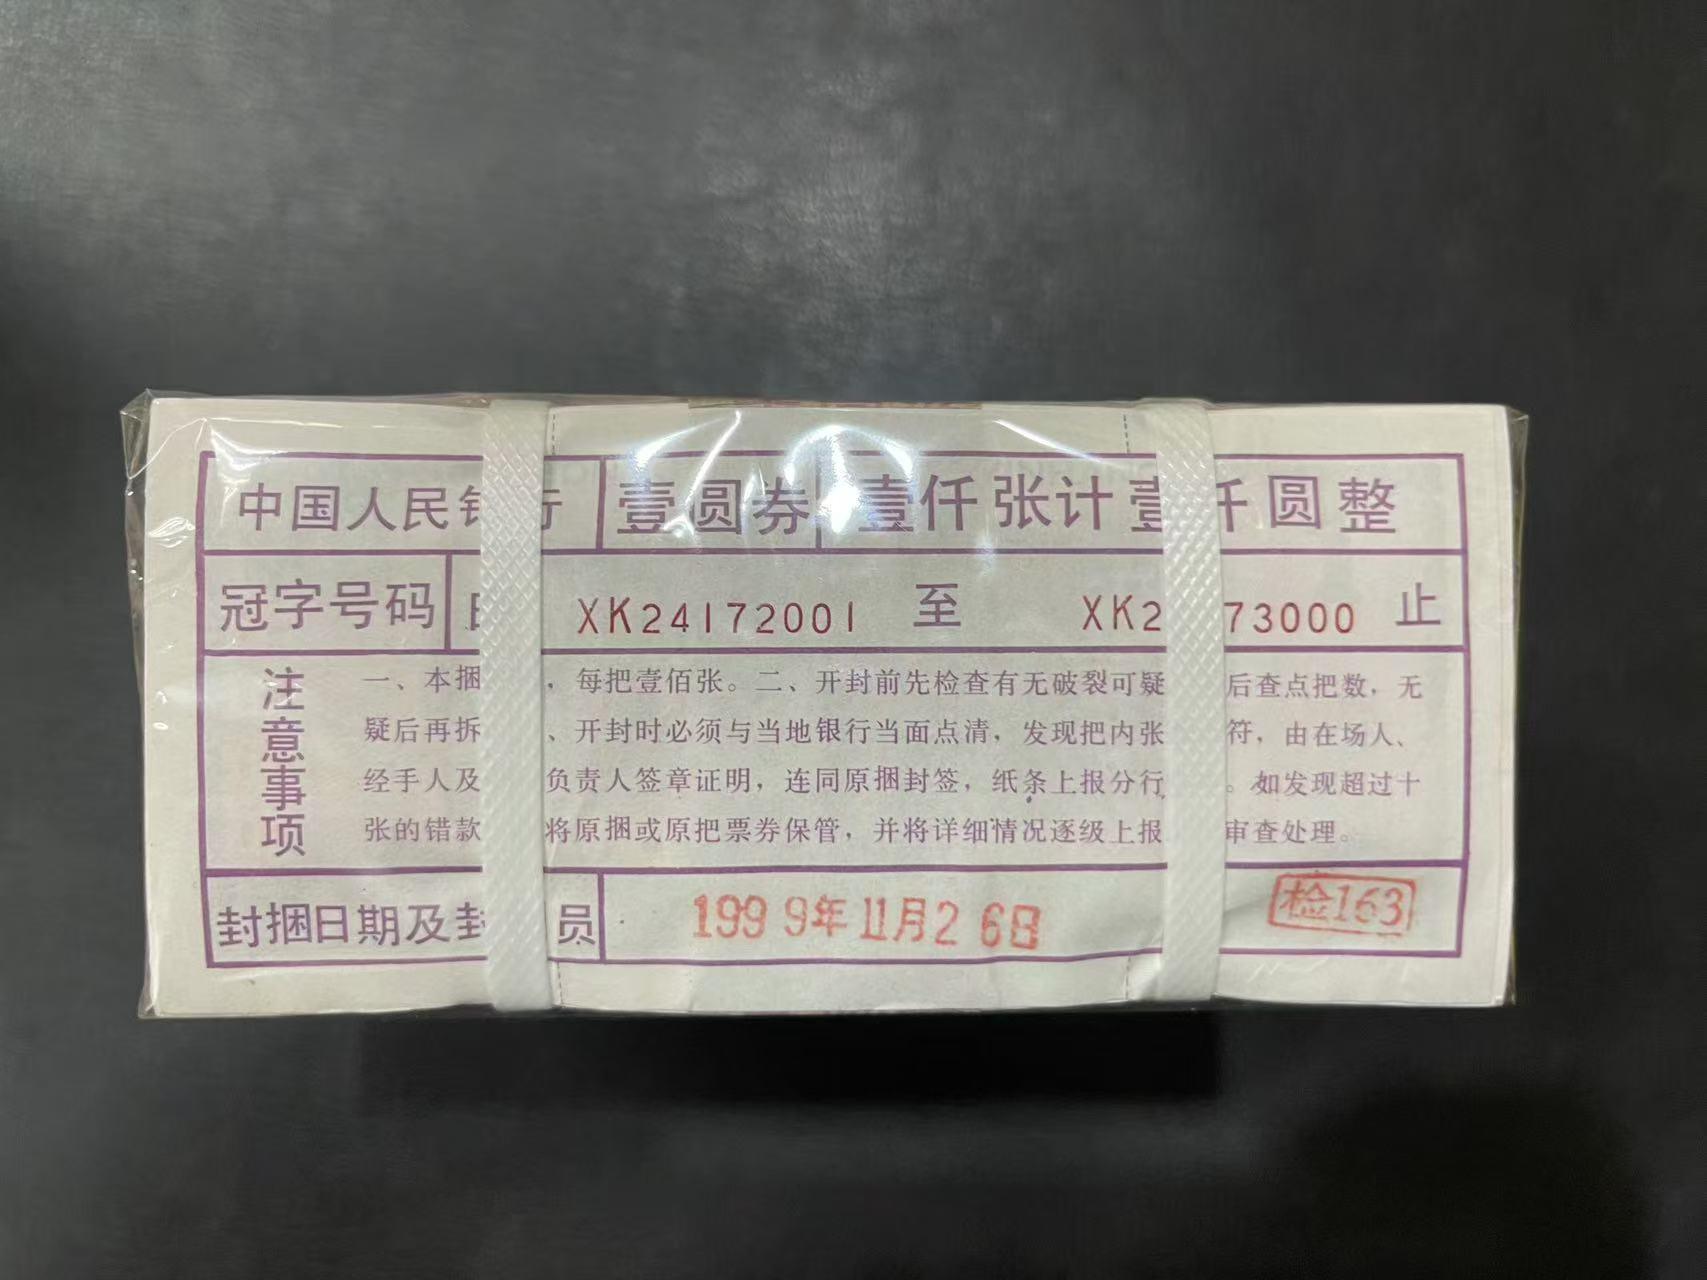 中国人民银行 壹圆券 壹仟张计壹仟圆整
冠字号码 XK24172001 至 XK2 73000 止
注意事项
一、本捆 ，每把壹佰张。二、开封前先检查有无破裂可疑 后查点把数，无
疑后再拆 、开封时必须与当地银行当面点清，发现把内张 符，由在场人、
经手人及 负责人签章证明，连同原捆封签，纸条上报分行 。如发现超过十
张的错款 将原捆或原把票券保管，并将详细情况逐级上报 审查处理。
封捆日期及封 员 1999年11月26日 检163